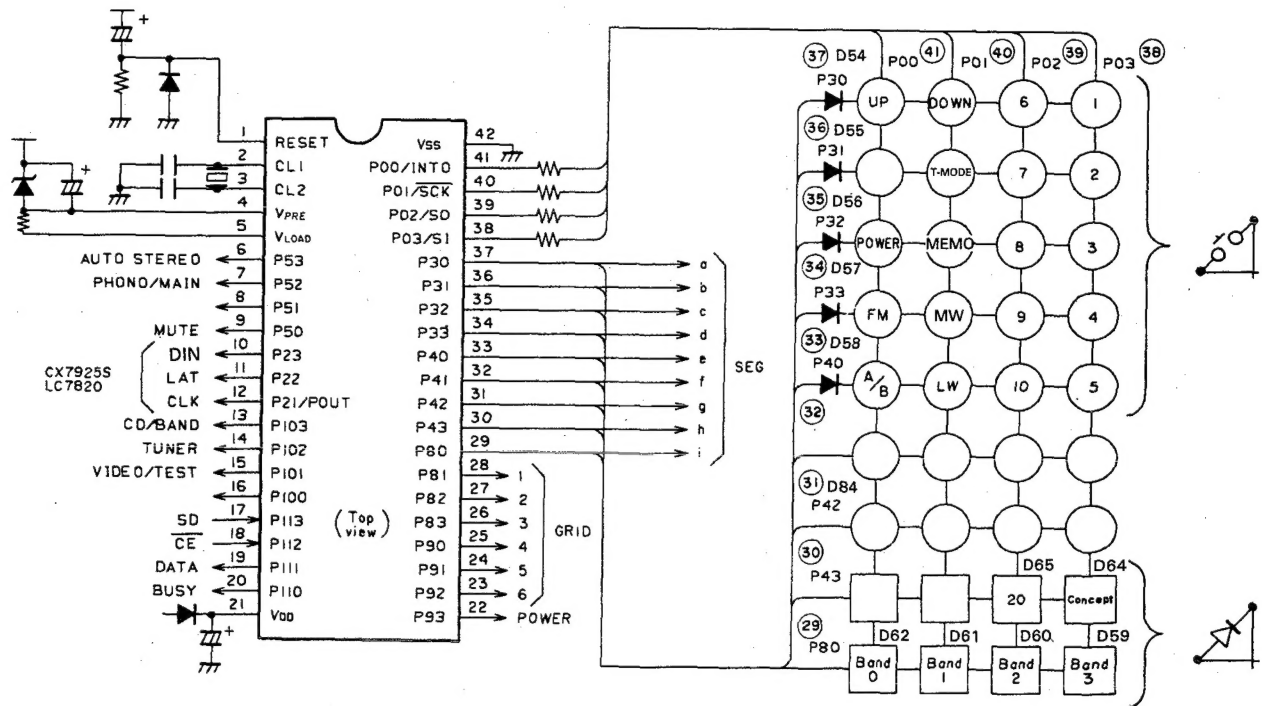 +
+
1 RESET
2 CL1
3 CL2
4 VPRE
5 VLOAD
AUTO STEREO 6 P53
PHONO/MAIN 7 P52
8 P51
MUTE 9 P50
CX7925S
LC7820
DIN 10 P23
LAT 11 P22
CLK 12 P21/POUT
CD/BAND 13 P103
TUNER 14 P102
VIDEO/TEST 15 P101
16 P100
SD 17 P113
CE 18 P112
DATA 19 P111
BUSY 20 P110
21 VDD
+
(Top
view)
Vss 42
P00/INT0 41
P01/SCK 40
P02/SO 39
P03/S1 38
P30 37 a
P31 36 b
P32 35 c
P33 34 d
P40 33 e
P41 32 f
P42 31 g
P43 30 h
P80 29 i
SEG
P81 28 1
P82 27 2
P83 26 3
P90 25 4
P91 24 5
P92 23 6
GRID
P93 22 POWER
37 D54 P00 41 P01 40 P02 39 P03 38
P30 UP DOWN 6 1
36 D55
P31 T-MODE 7 2
35 D56
P32 POWER MEMO 8 3
34 D57
P33 FM MW 9 4
33 D58
P40 A/B LW 10 5
32
31 D84
P42
30
P43 D65 D64
20 Concept
29
P80 D62 D61 D60 D59
Band 0 Band 1 Band 2 Band 3